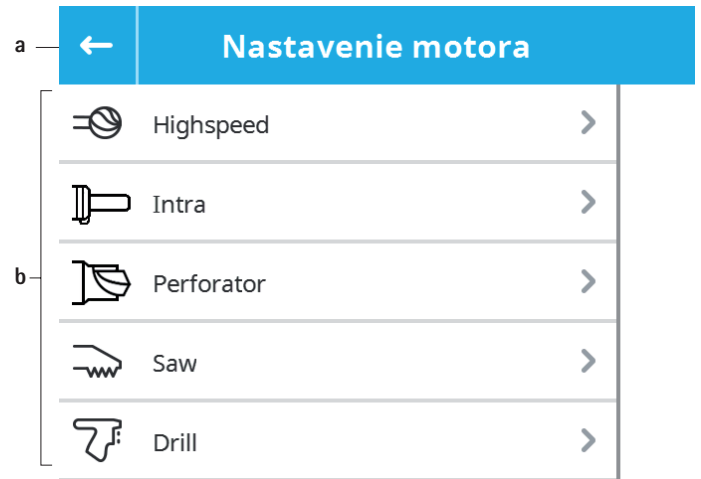 a
Nastavenie motora
Highspeed
Intra
b
Perforator
Saw
Drill